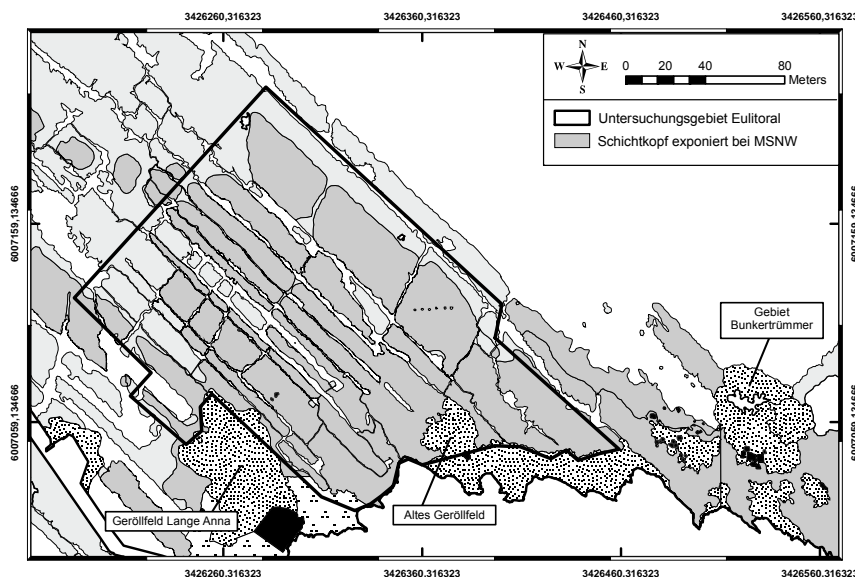 3426260,316323
3426360,316323
3426460,316323
3426560,316323
N
W E
S
0 20 40 80
Meters
Untersuchungsgebiet Eulitoral
Schichtkopf exponiert bei MSNW
6007159,134666
6007159,134666
Gebiet
Bunkertrümmer
6007059,134666
6007059,134666
Geröllfeld Lange Anna
Altes Geröllfeld
3426260,316323
3426360,316323
3426460,316323
3426560,316323